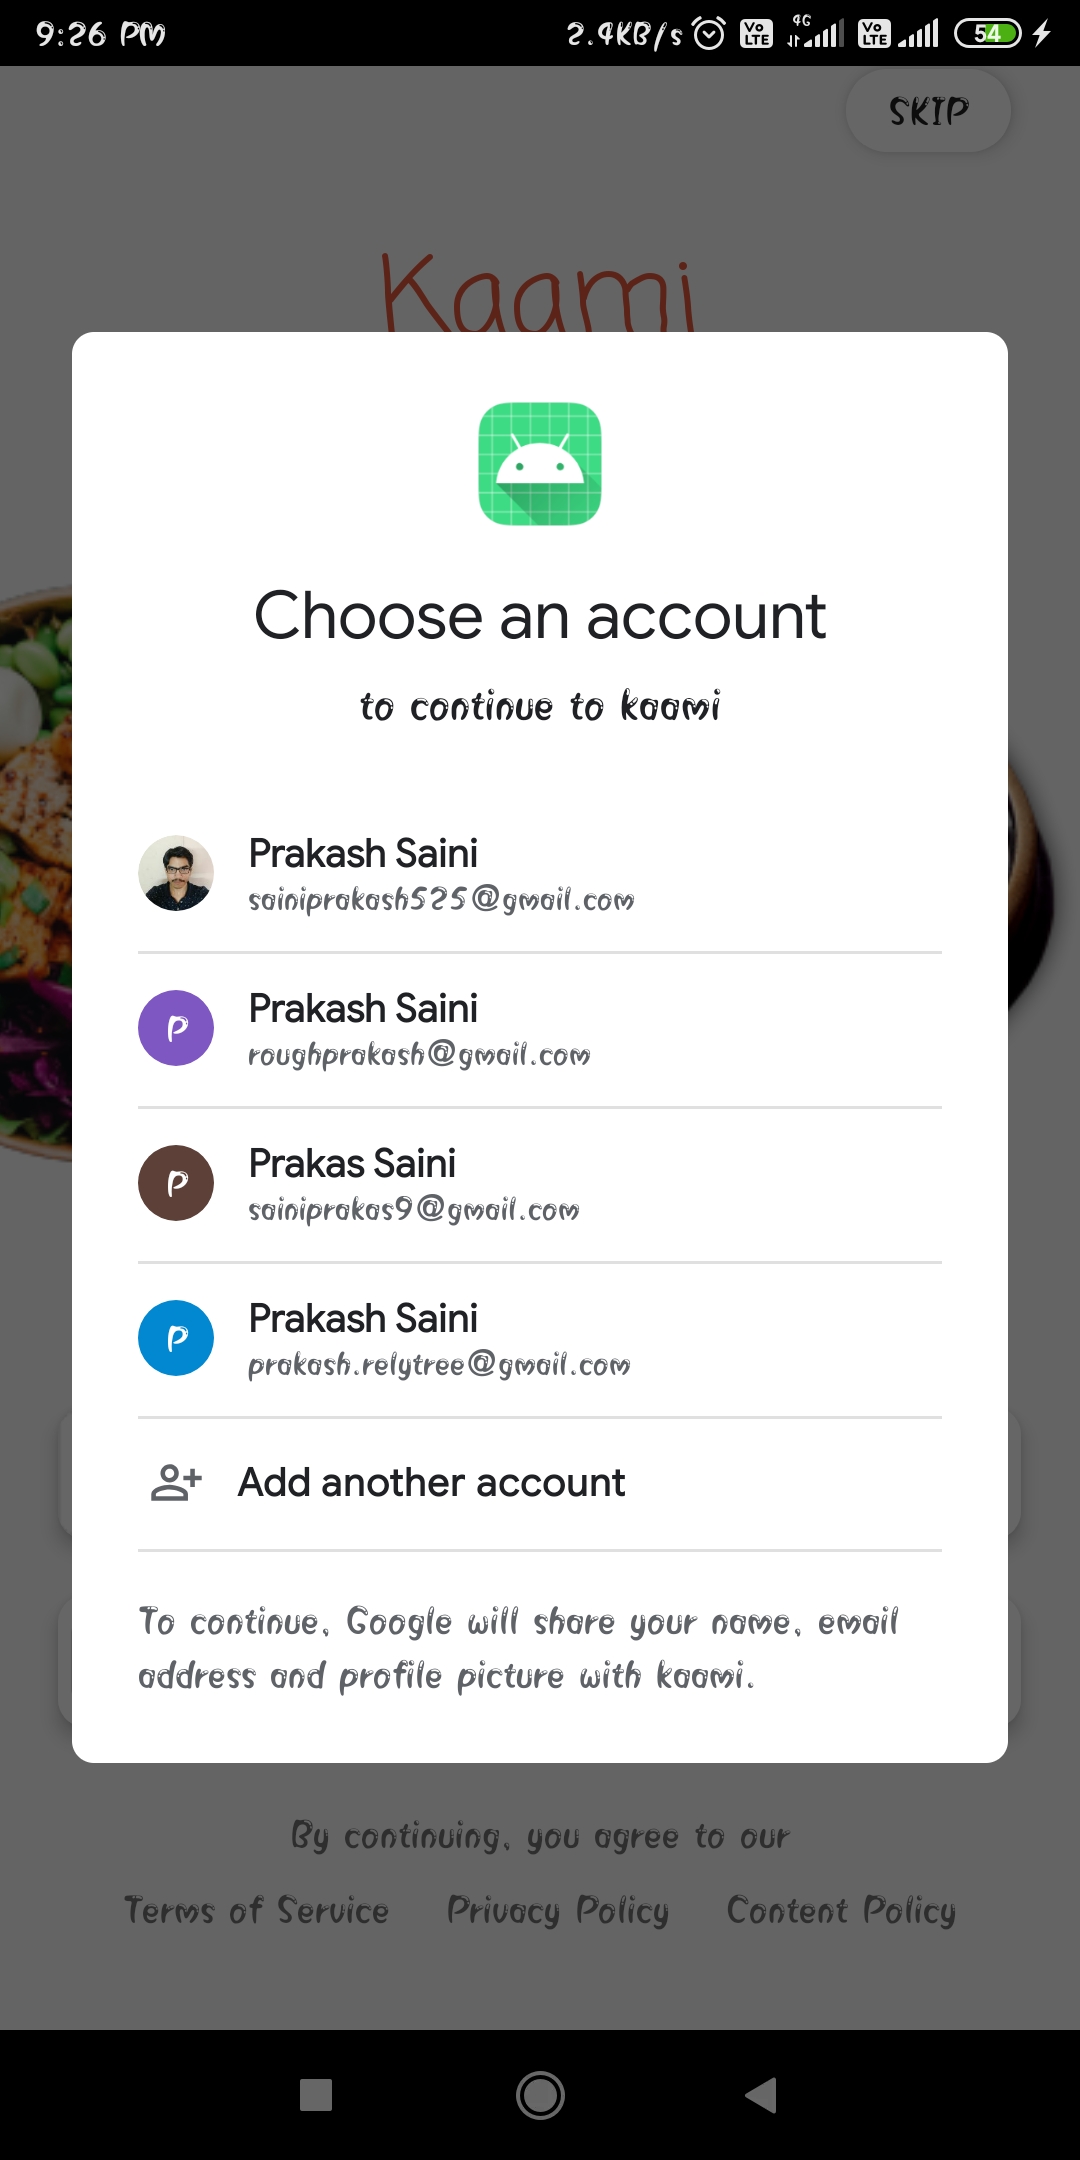 9:26 PM 2.4KB/s Vo LTE 4G Vo LTE 54
SKIP
Kaami
Choose an account
to continue to kaami
Prakash Saini
sainiprakash525@gmail.com
P Prakash Saini
roughprakash@gmail.com
P Prakas Saini
sainiprakas9@gmail.com
P Prakash Saini
prakash.relytree@gmail.com
Add another account
To continue, Google will share your name, email
address and profile picture with kaami.
By continuing, you agree to our
Terms of Service Privacy Policy Content Policy